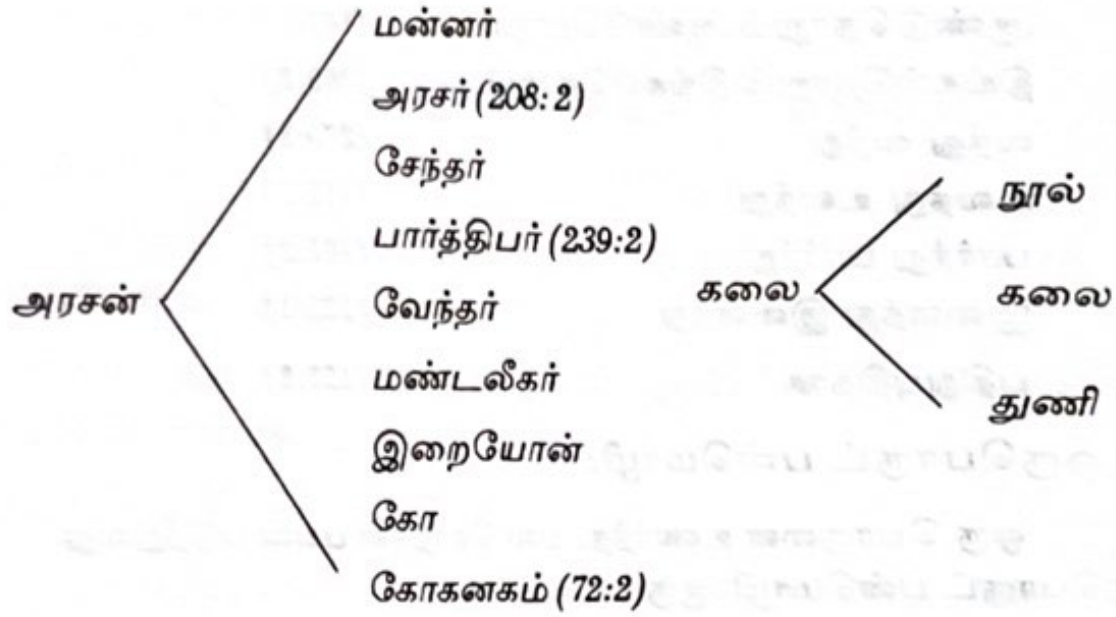 மன்னர்
அரசர் (208: 2)
சேந்தர்
பார்த்திபர் (239:2)
அரசன்
வேந்தர்
மண்டலீகர்
இறையோன்
கோ
கோகனகம் (72:2)
நூல்
கலை
கலை
துணி